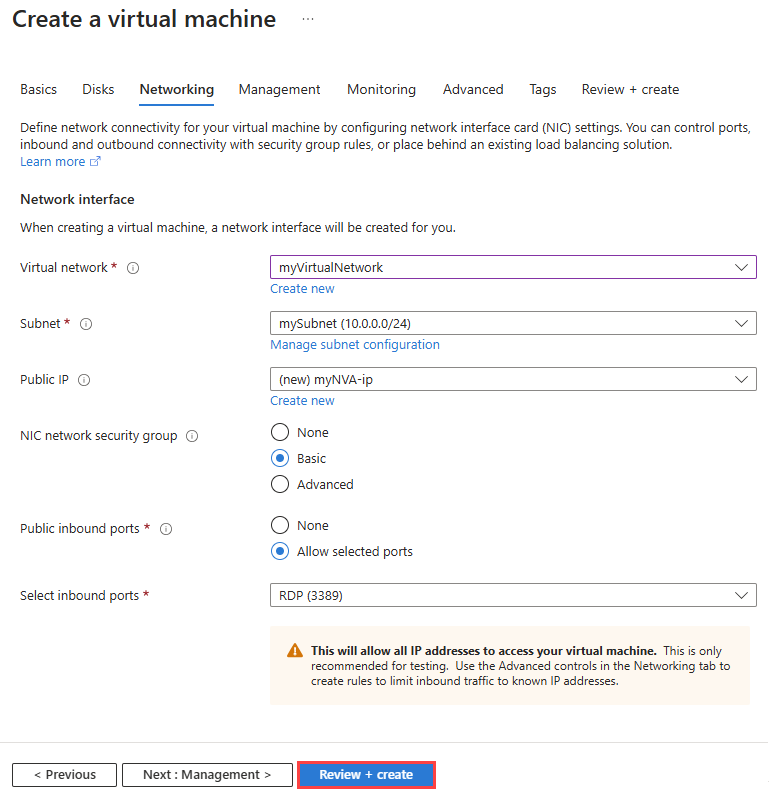 Create a virtual machine ...
Basics Disks Networking Management Monitoring Advanced Tags Review + create
Define network connectivity for your virtual machine by configuring network interface card (NIC) settings. You can control ports,
inbound and outbound connectivity with security group rules, or place behind an existing load balancing solution.
Learn more
Network interface
When creating a virtual machine, a network interface will be created for you.
Virtual network *
myVirtualNetwork
Create new
Subnet *
mySubnet (10.0.0.0/24)
Manage subnet configuration
Public IP
(new) myNVA-ip
Create new
NIC network security group
None
Basic
Advanced
Public inbound ports *
None
Allow selected ports
Select inbound ports *
RDP (3389)
This will allow all IP addresses to access your virtual machine. This is only
recommended for testing. Use the Advanced controls in the Networking tab to
create rules to limit inbound traffic to known IP addresses.
< Previous Next : Management > Review + create